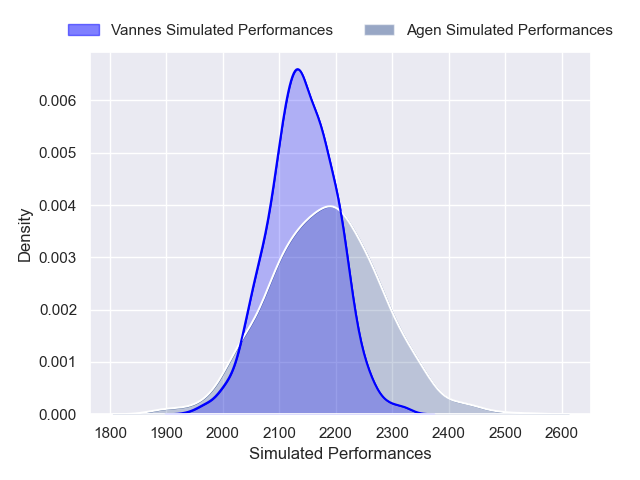 Vannes Simulated Performances Agen Simulated Performances
0.006
0.005
0.004
0.003
0.002
0.001
0.000
Density
1800 1900 2000 2100 2200 2300 2400 2500 2600
Simulated Performances